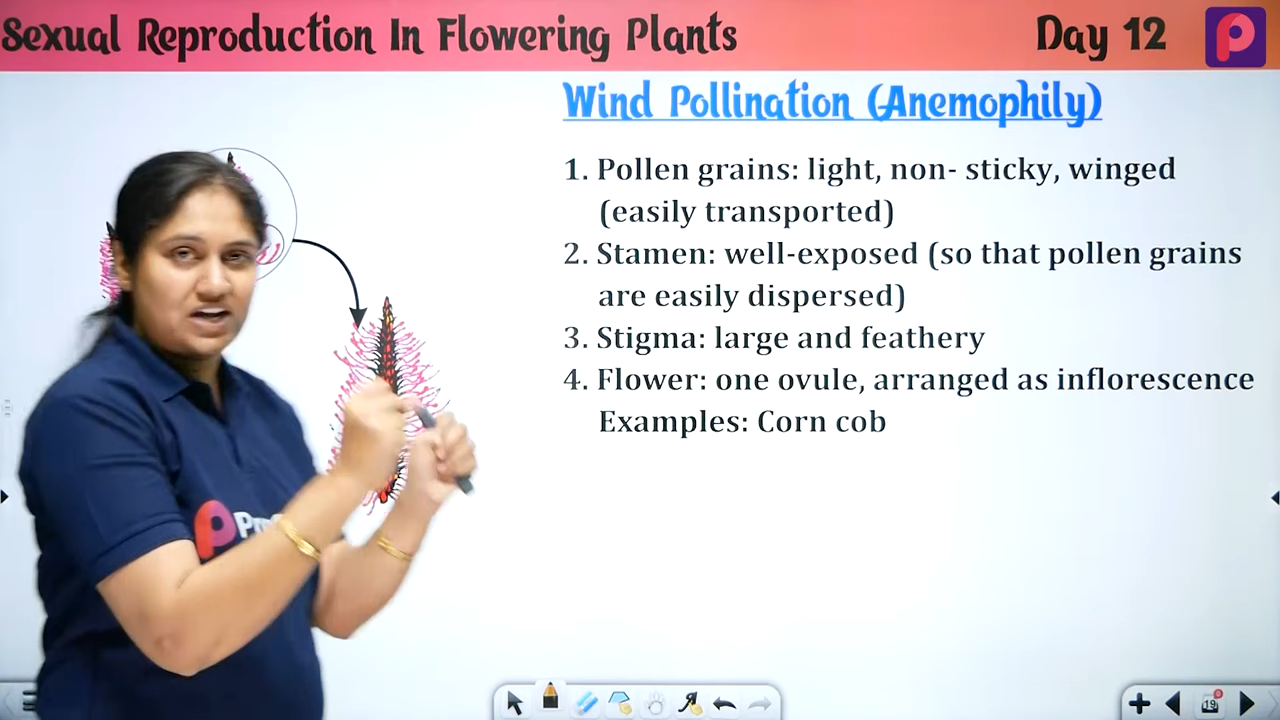 Sexual Reproduction In Flowering Plants
Day 12
Wind Pollination (Anemophily)
1. Pollen grains: light, non- sticky, winged
(easily transported)
2. Stamen: well-exposed (so that pollen grains
are easily dispersed)
3. Stigma: large and feathery
4. Flower: one ovule, arranged as inflorescence
Examples: Corn cob
19